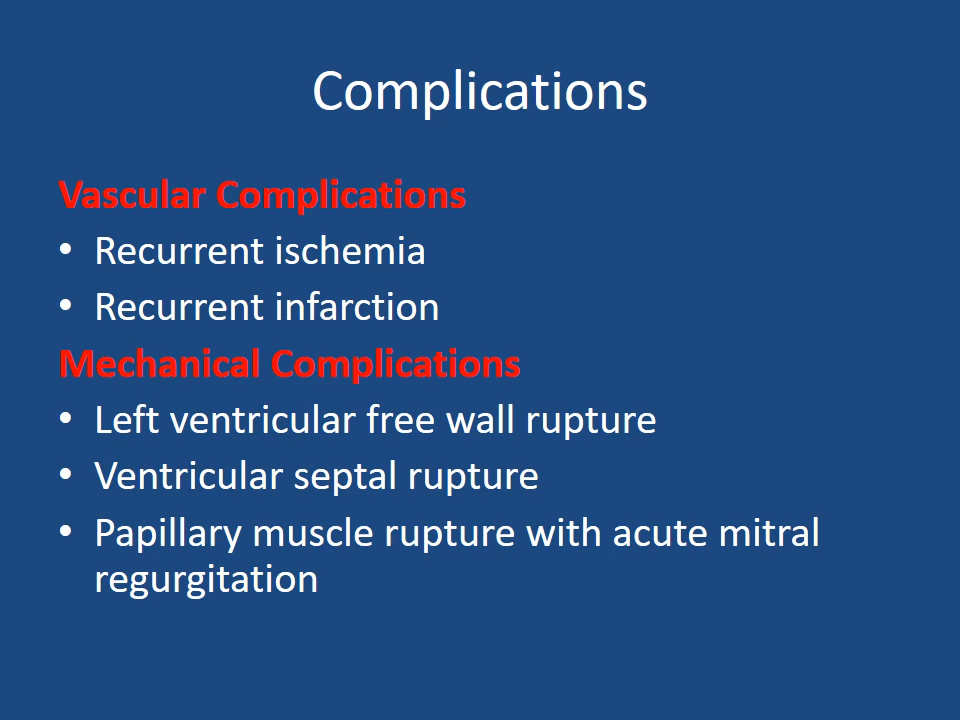 Complications
Vascular Complications
• Recurrent ischemia
• Recurrent infarction
Mechanical Complications
• Left ventricular free wall rupture
• Ventricular septal rupture
• Papillary muscle rupture with acute mitral
regurgitation